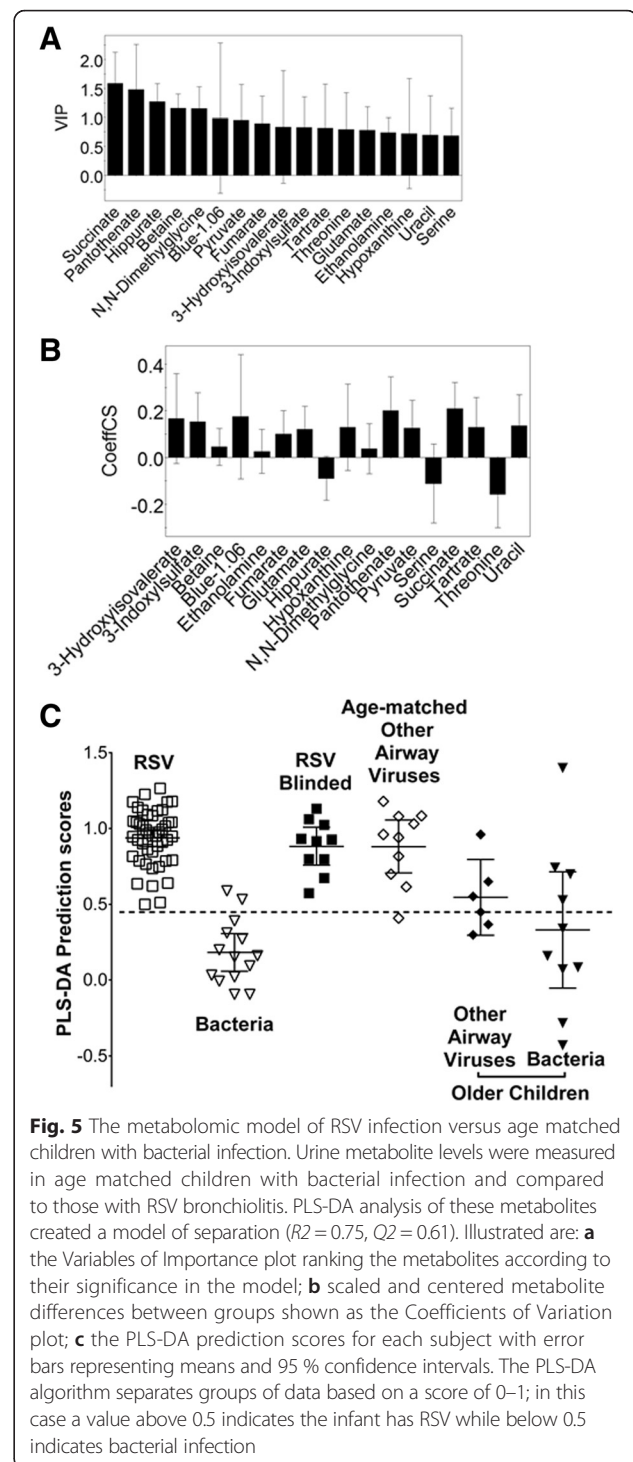 A
2.0
1.5
1.0
0.5
0.0
VIP
Succinate
Pantothenate
Hippurate
Betaine
N,N-Dimethylglycine
Blue-1.06
Pyruvate
Fumarate
3-Hydroxyisovalerate
3-Indoxylsulfate
Tartrate
Threonine
Glutamate
Ethanolamine
Hypoxanthine
Uracil
Serine
B
0.4
0.2
0.0
-0.2
CoeffCS
3-Hydroxyisovalerate
3-Indoxylsulfate
Betaine
Blue-1.06
Ethanolamine
Fumarate
Glutamate
Hippurate
Hypoxanthine
N,N-Dimethylglycine
Pantothenate
Pyruvate
Serine
Succinate
Tartrate
Threonine
Uracil
C
1.5
1.0
0.5
0.0
-0.5
PLS-DA Prediction scores
RSV
Bacteria
RSV
Blinded
Age-matched
Other
Airway
Viruses
Other
Airway
Viruses
Bacteria
Older Children
Fig. 5 The metabolomic model of RSV infection versus age matched
children with bacterial infection. Urine metabolite levels were measured
in age matched children with bacterial infection and compared
to those with RSV bronchiolitis. PLS-DA analysis of these metabolites
created a model of separation (R2 = 0.75, Q2 = 0.61). Illustrated are: a
the Variables of Importance plot ranking the metabolites according to
their significance in the model; b scaled and centered metabolite
differences between groups shown as the Coefficients of Variation
plot; c the PLS-DA prediction scores for each subject with error
bars representing means and 95 % confidence intervals. The PLS-DA
algorithm separates groups of data based on a score of 0–1; in this
case a value above 0.5 indicates the infant has RSV while below 0.5
indicates bacterial infection